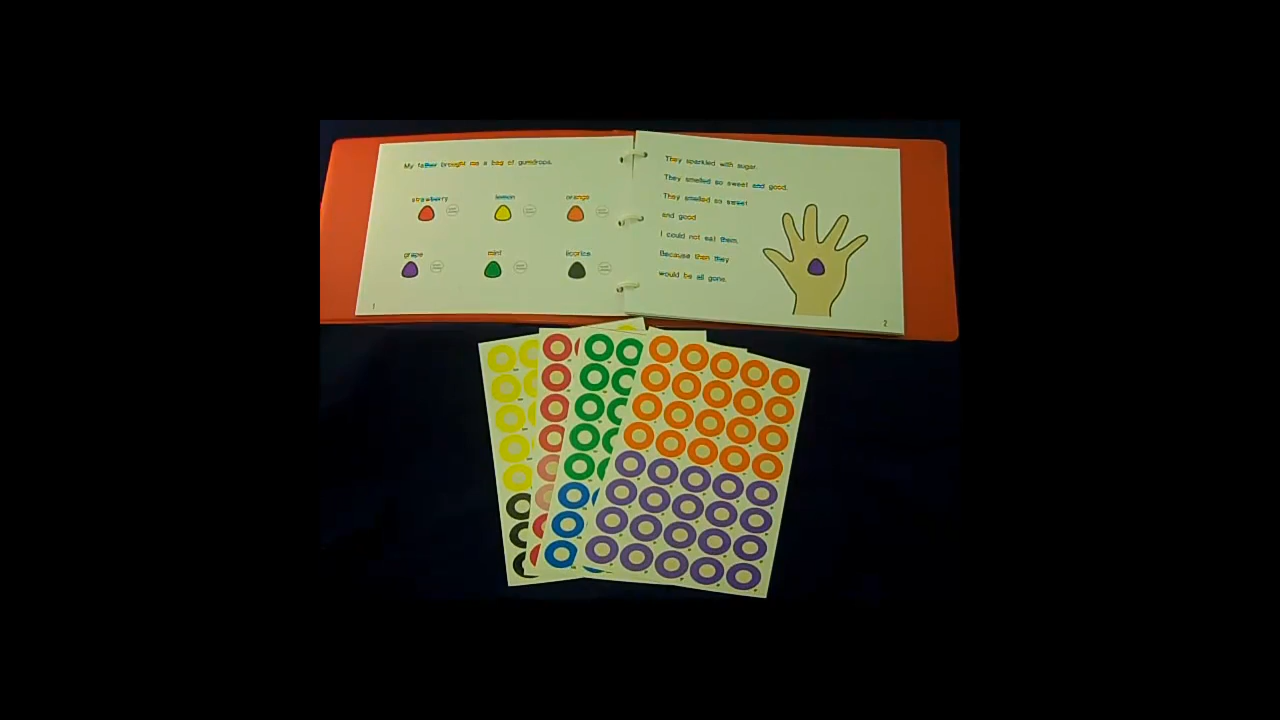 My father brought me a bag of gumdrops.
strawberry lemon orange
grape mint licorice
1
They sparkled with sugar.
They smelled so sweet and good.
They smelled so sweet
and good
I could not eat them.
Because then they
would be all gone.
2